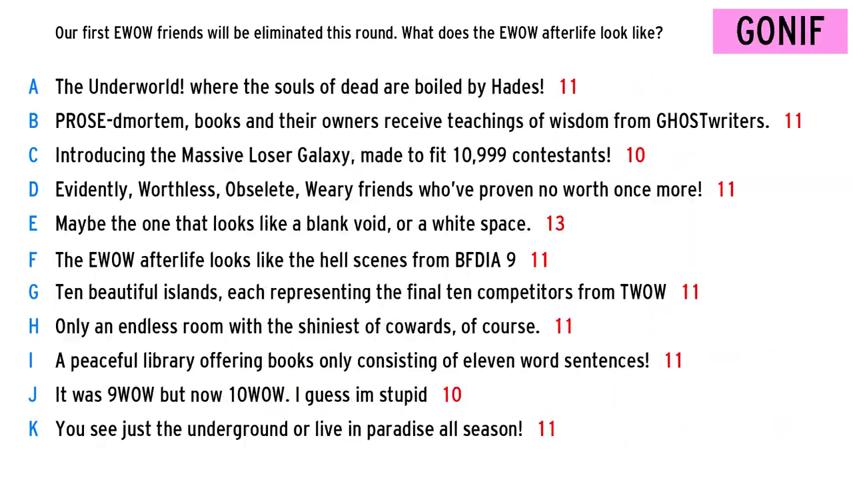 Our first EWOW friends will be eliminated this round. What does the EWOW afterlife look like?
GONIF
A The Underworld! where the souls of dead are boiled by Hades! 11
B PROSE-dmortem, books and their owners receive teachings of wisdom from GHOSTwriters. 11
C Introducing the Massive Loser Galaxy, made to fit 10,999 contestants! 10
D Evidently, Worthless, Obselete, Weary friends who've proven no worth once more! 11
E Maybe the one that looks like a blank void, or a white space. 13
F The EWOW afterlife looks like the hell scenes from BFDIA 9 11
G Ten beautiful islands, each representing the final ten competitors from TWOW 11
H Only an endless room with the shiniest of cowards, of course. 11
I A peaceful library offering books only consisting of eleven word sentences! 11
J It was 9WOW but now 10WOW. I guess im stupid 10
K You see just the underground or live in paradise all season! 11